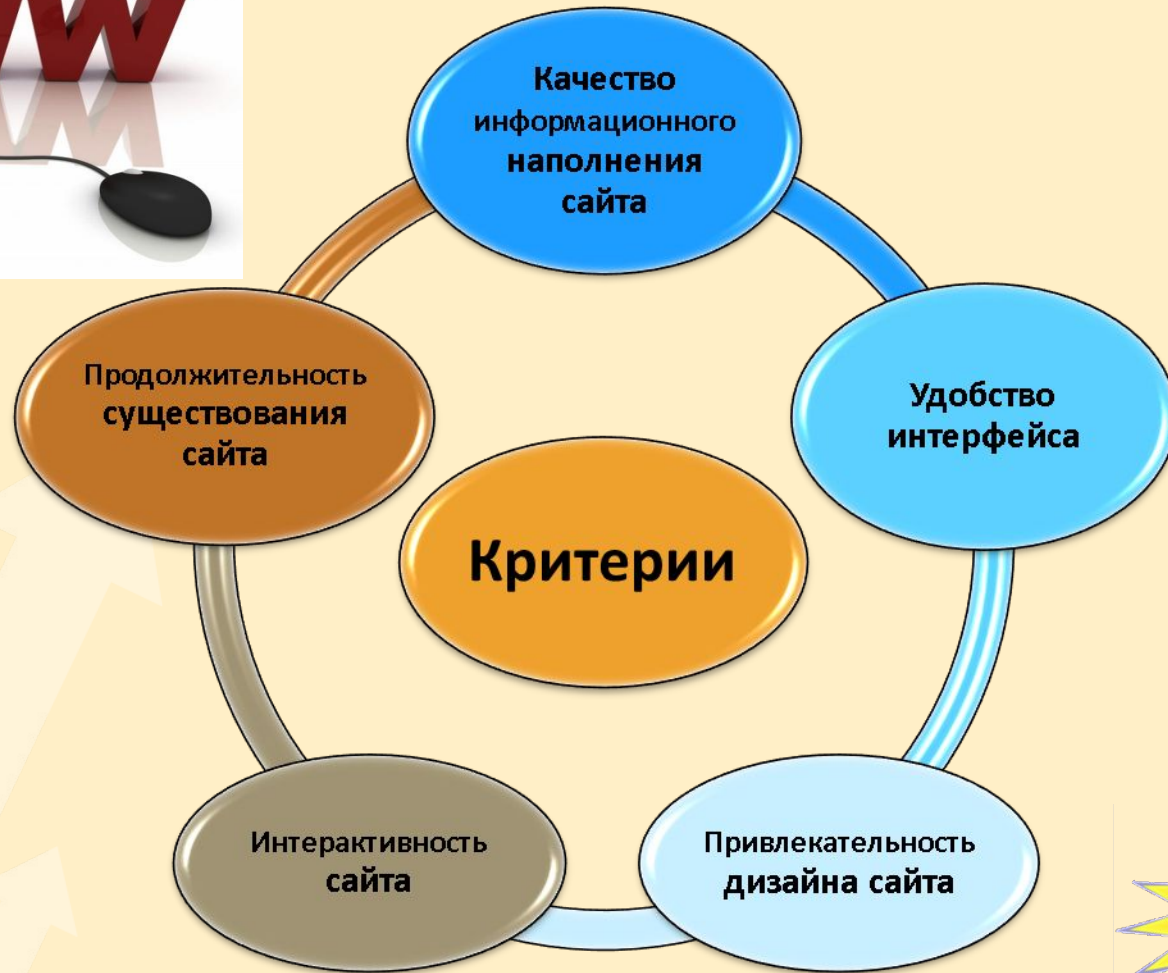 Качество
информационного
наполнения
сайта
Удобство
интерфейса
Привлекательность
дизайна сайта
Интерактивность
сайта
Продолжительность
существования
сайта
Критерии